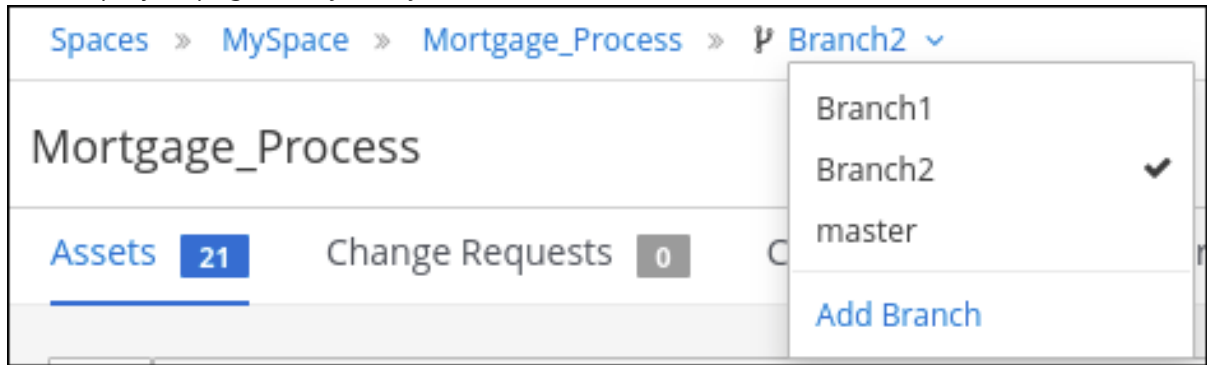 Spaces » MySpace » Mortgage_Process » Branch2
Branch1
Mortgage_Process
Branch2
master
Assets 21 Change Requests 0 C
Add Branch